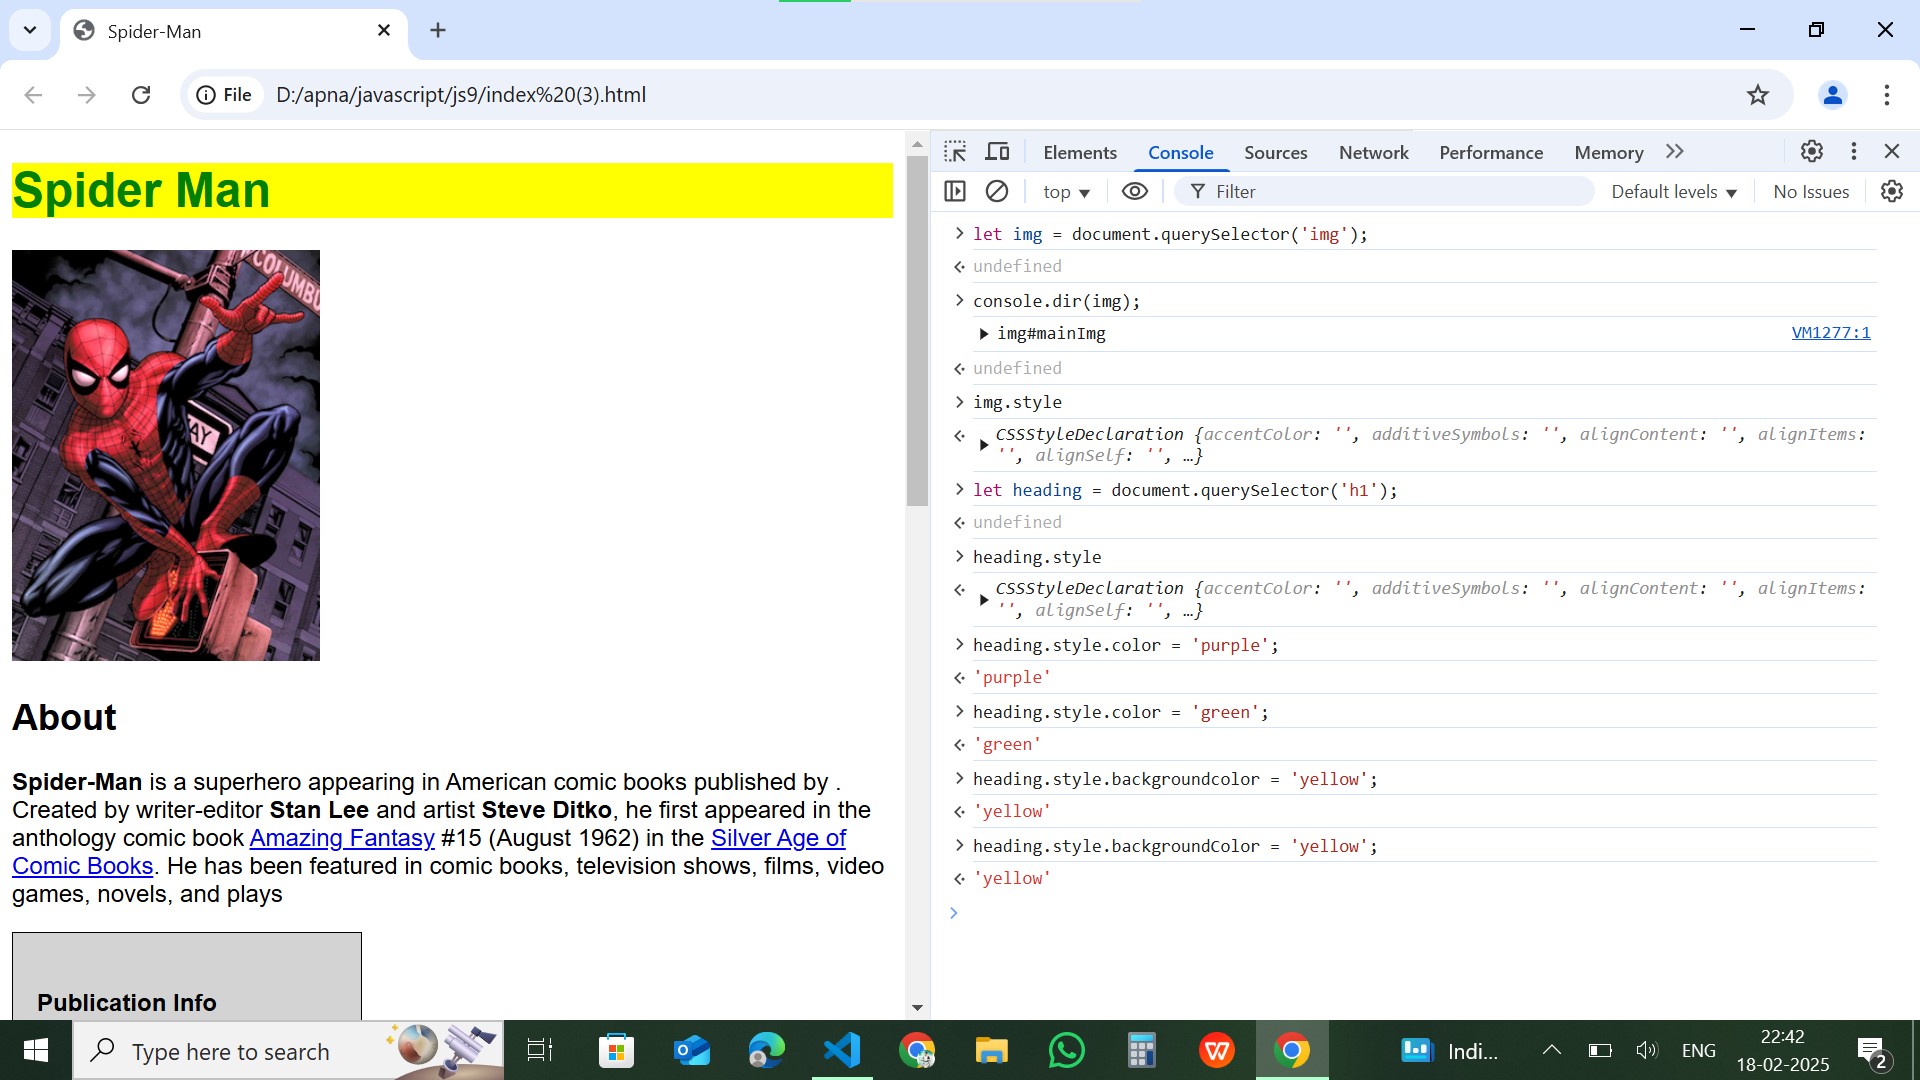 Spider-Man
File
D:/apna/javascript/js9/index%20(3).html
Spider Man
COLUMBU
AY
About
Spider-Man is a superhero appearing in American comic books published by .
Created by writer-editor Stan Lee and artist Steve Ditko, he first appeared in the
anthology comic book Amazing Fantasy #15 (August 1962) in the Silver Age of
Comic Books. He has been featured in comic books, television shows, films, video
games, novels, and plays
Publication Info
Elements Console Sources Network Performance Memory
top Filter Default levels No Issues
let img = document.querySelector('img');
undefined
console.dir(img);
img#mainImg VM1277:1
undefined
img.style
CSSStyleDeclaration {accentColor: '', additiveSymbols: '', alignContent: '', alignItems:
'', alignSelf: '', …}
let heading = document.querySelector('h1');
undefined
heading.style
CSSStyleDeclaration {accentColor: '', additiveSymbols: '', alignContent: '', alignItems:
'', alignSelf: '', …}
heading.style.color = 'purple';
'purple'
heading.style.color = 'green';
'green'
heading.style.backgroundcolor = 'yellow';
'yellow'
heading.style.backgroundColor = 'yellow';
'yellow'
Type here to search
Indi...
ENG
22:42
18-02-2025
2